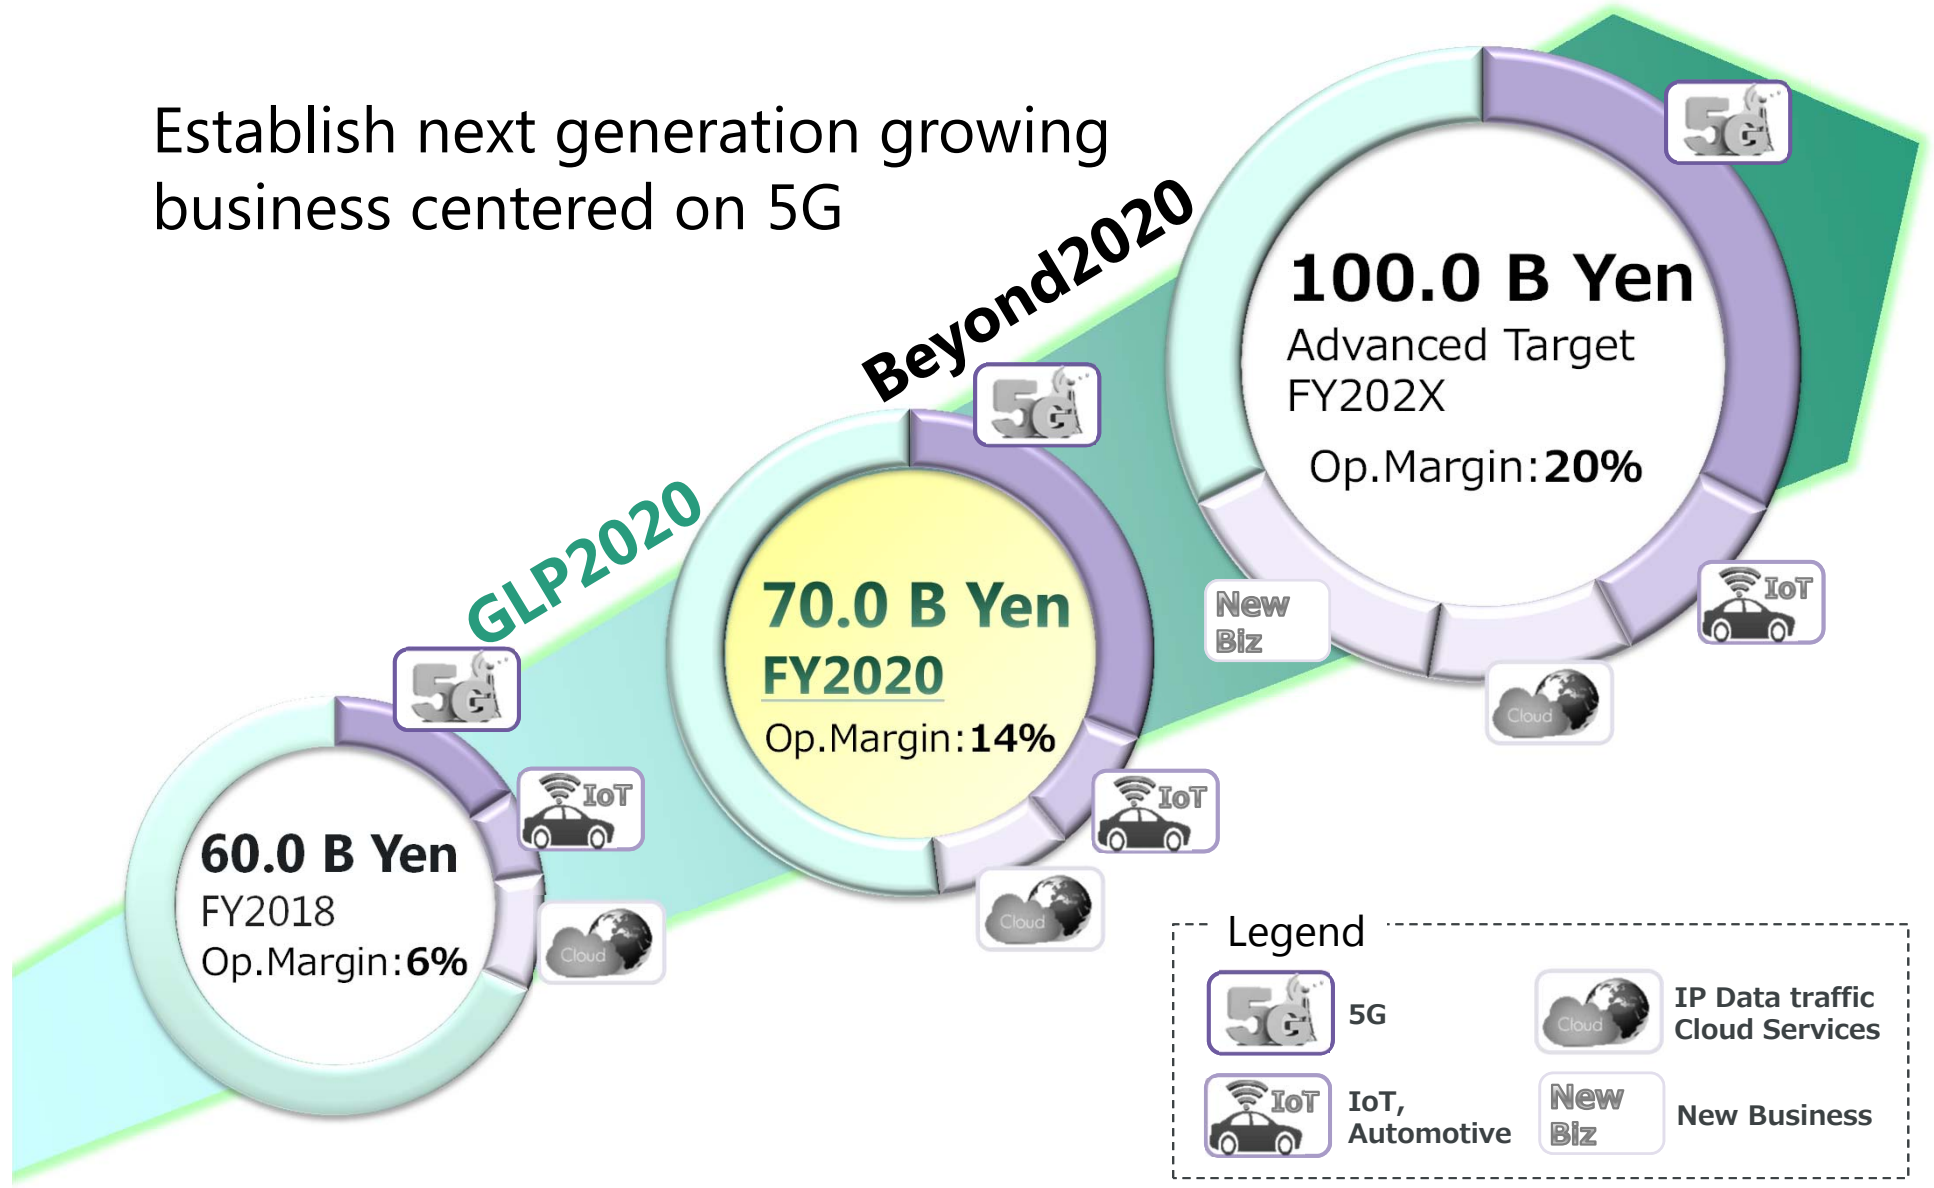 Establish next generation growing
business centered on 5G
GLP2020
Beyond2020
5G
IoT
Cloud
60.0 B Yen
FY2018
Op.Margin:6%
5G
IoT
Cloud
70.0 B Yen
FY2020
Op.Margin:14%
5G
IoT
Cloud
New
Biz
100.0 B Yen
Advanced Target
FY202X
Op.Margin:20%
Legend
5G
5G
Cloud
IP Data traffic
Cloud Services
IoT
IoT,
Automotive
New
Biz
New Business